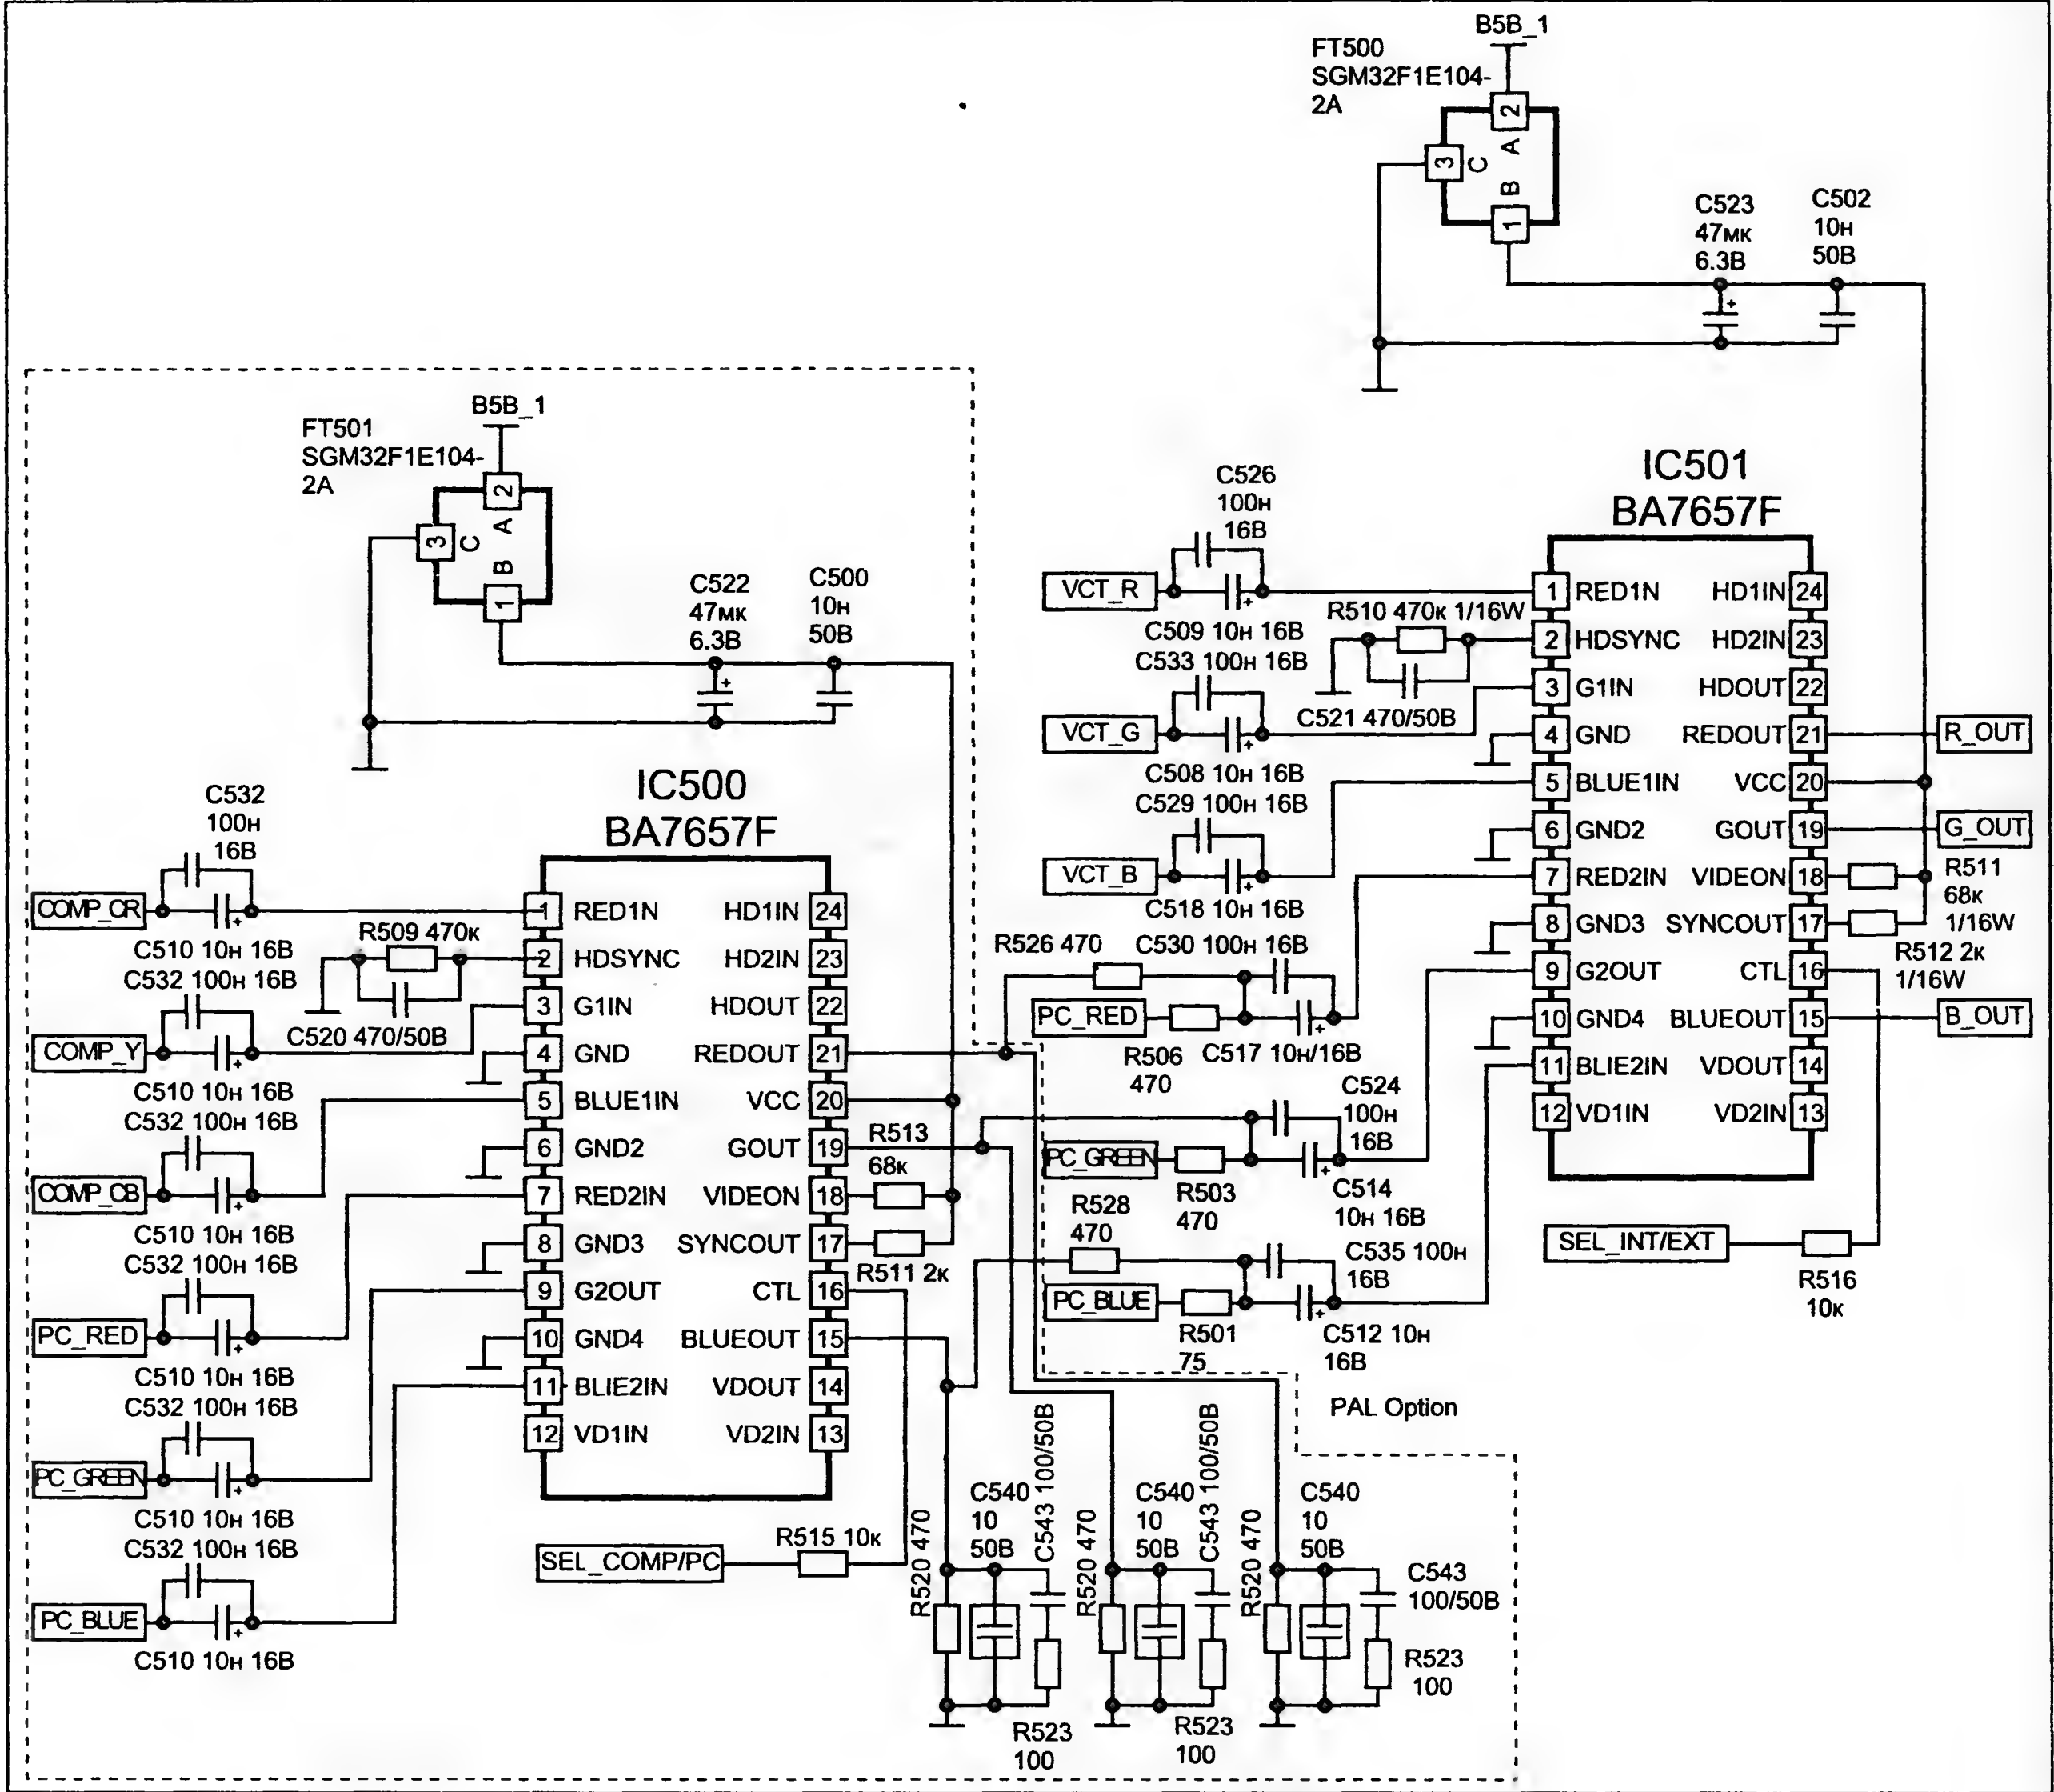 B5B_1
FT500
SGM32F1E104-
2A
2
A
3
C
B
1
C523
47мк
6.3В
+
C502
10н
50В
B5B_1
FT501
SGM32F1E104-
2A
2
A
3
C
B
1
C522
47мк
6.3В
+
C500
10н
50В
IC501
BA7657F
1 RED1N HD1IN 24
2 HDSYNC HD2IN 23
3 G1IN HDOUT 22
4 GND REDOUT 21
5 BLUE1IN VCC 20
6 GND2 GOUT 19
7 RED2IN VIDEON 18
8 GND3 SYNCOUT 17
9 G2OUT CTL 16
10 GND4 BLUEOUT 15
11 BLIE2IN VDOUT 14
12 VD1IN VD2IN 13
R_OUT
G_OUT
R511
68к
1/16W
R512 2к
1/16W
B_OUT
SEL_INT/EXT
R516
10к
C526
100н
16В
VCT_R
+
C509 10н 16В
R510 470к 1/16W
C521 470/50В
C533 100н 16В
VCT_G
+
C508 10н 16В
C529 100н 16В
VCT_B
+
C518 10н 16В
R526 470
C530 100н 16В
PC_RED
+
R506
470
C517 10н/16В
C524
100н
16В
PC_GREEN
+
R503
470
C514
10н 16В
R528
470
C535 100н
16В
PC_BLUE
+
R501
75
C512 10н
16В
PAL Option
IC500
BA7657F
1 RED1N HD1IN 24
2 HDSYNC HD2IN 23
3 G1IN HDOUT 22
4 GND REDOUT 21
5 BLUE1IN VCC 20
6 GND2 GOUT 19
7 RED2IN VIDEON 18
8 GND3 SYNCOUT 17
9 G2OUT CTL 16
10 GND4 BLUEOUT 15
11 BLIE2IN VDOUT 14
12 VD1IN VD2IN 13
R513
68к
R511 2к
C532
100н
16В
COMP_CR
+
C510 10н 16В
R509 470к
C520 470/50В
C532 100н 16В
COMP_Y
+
C510 10н 16В
C532 100н 16В
COMP_CB
+
C510 10н 16В
C532 100н 16В
PC_RED
+
C510 10н 16В
C532 100н 16В
PC_GREEN
+
C510 10н 16В
C532 100н 16В
PC_BLUE
+
C510 10н 16В
SEL_COMP/PC
R515 10к
R520 470
C540
10
50В
C543 100/50В
R523
100
R520 470
C540
10
50В
C543 100/50В
R523
100
R520 470
C540
10
50В
C543
100/50В
R523
100